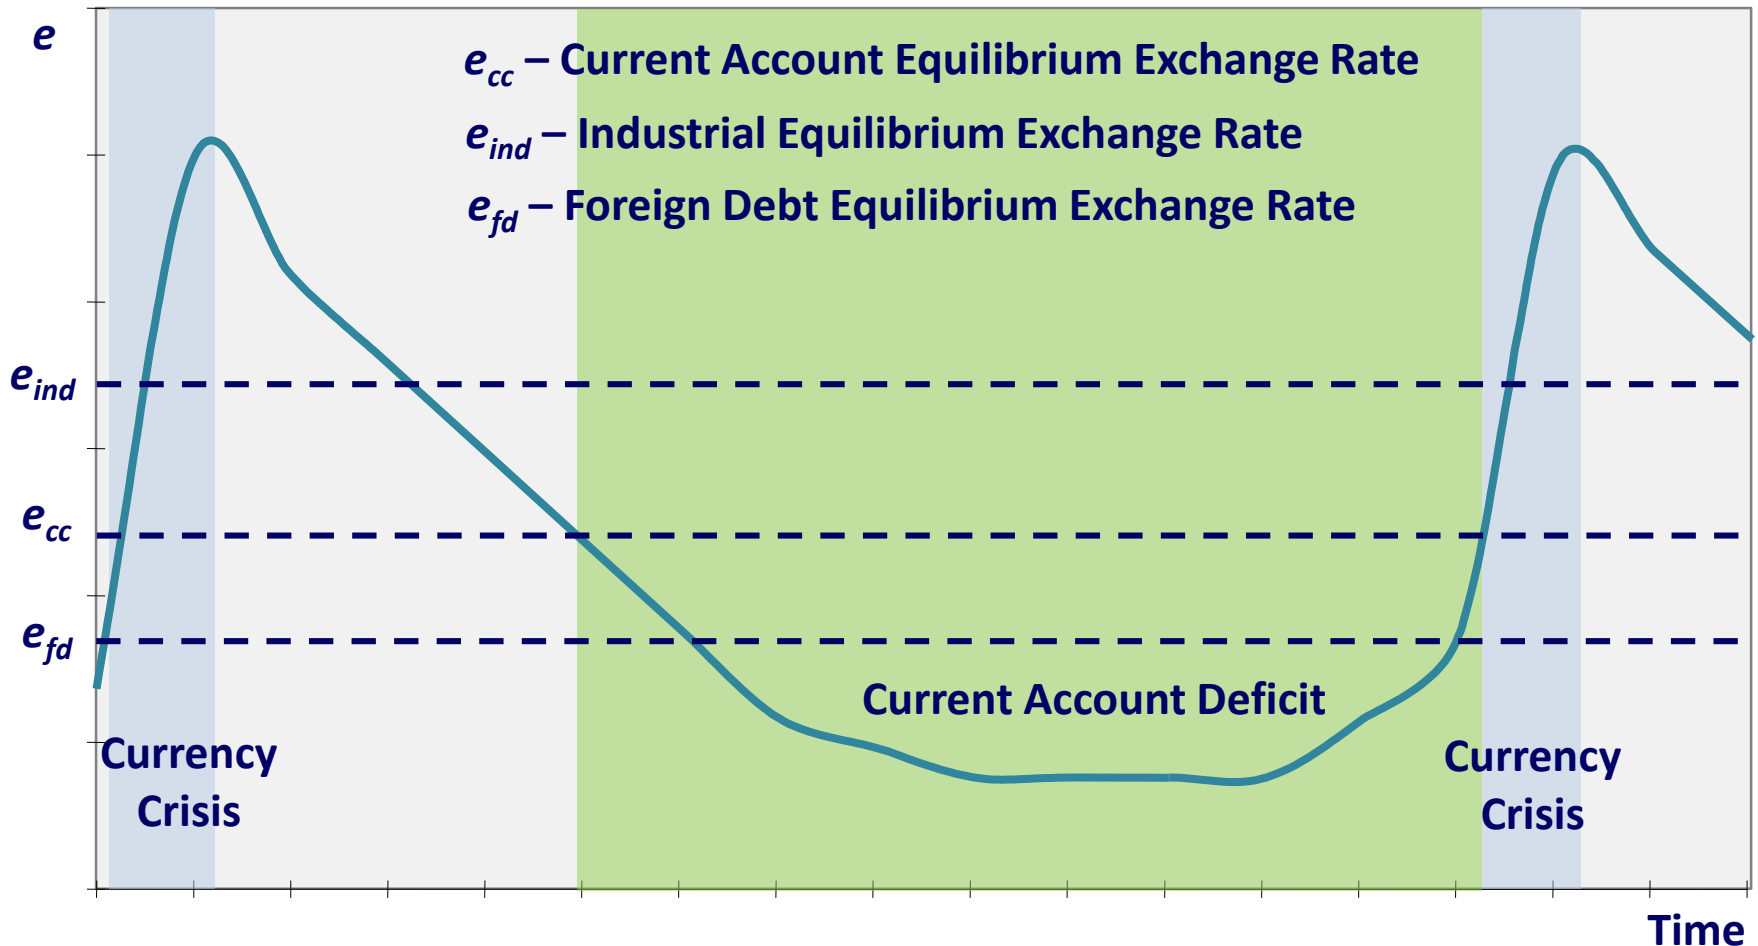 e
e_cc – Current Account Equilibrium Exchange Rate
e_ind – Industrial Equilibrium Exchange Rate
e_fd – Foreign Debt Equilibrium Exchange Rate
e_ind
e_cc
e_fd
Current Account Deficit
Currency
Crisis
Currency
Crisis
Time